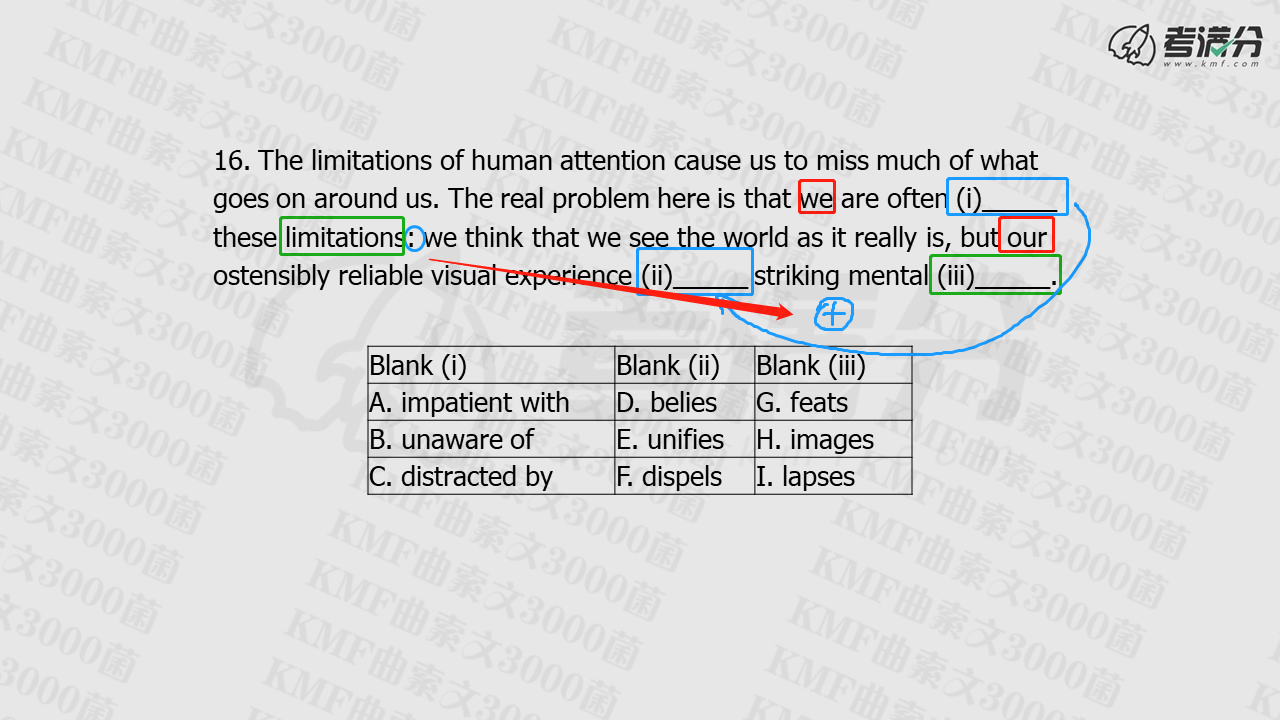 考满分
www.kmf.com
16. The limitations of human attention cause us to miss much of what
goes on around us. The real problem here is that we are often (i)______
these limitations: we think that we see the world as it really is, but our
ostensibly reliable visual experience (ii)______ striking mental (iii)______.
Blank (i) Blank (ii) Blank (iii)
A. impatient with D. belies G. feats
B. unaware of E. unifies H. images
C. distracted by F. dispels I. lapses
KMF曲索文3000菌